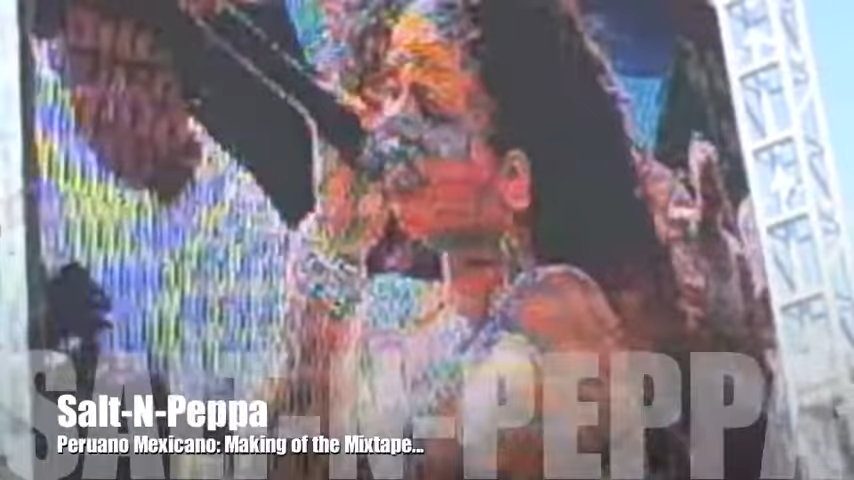 SALT-N-PEPPA
Salt-N-Peppa
Peruano Mexicano: Making of the Mixtape...